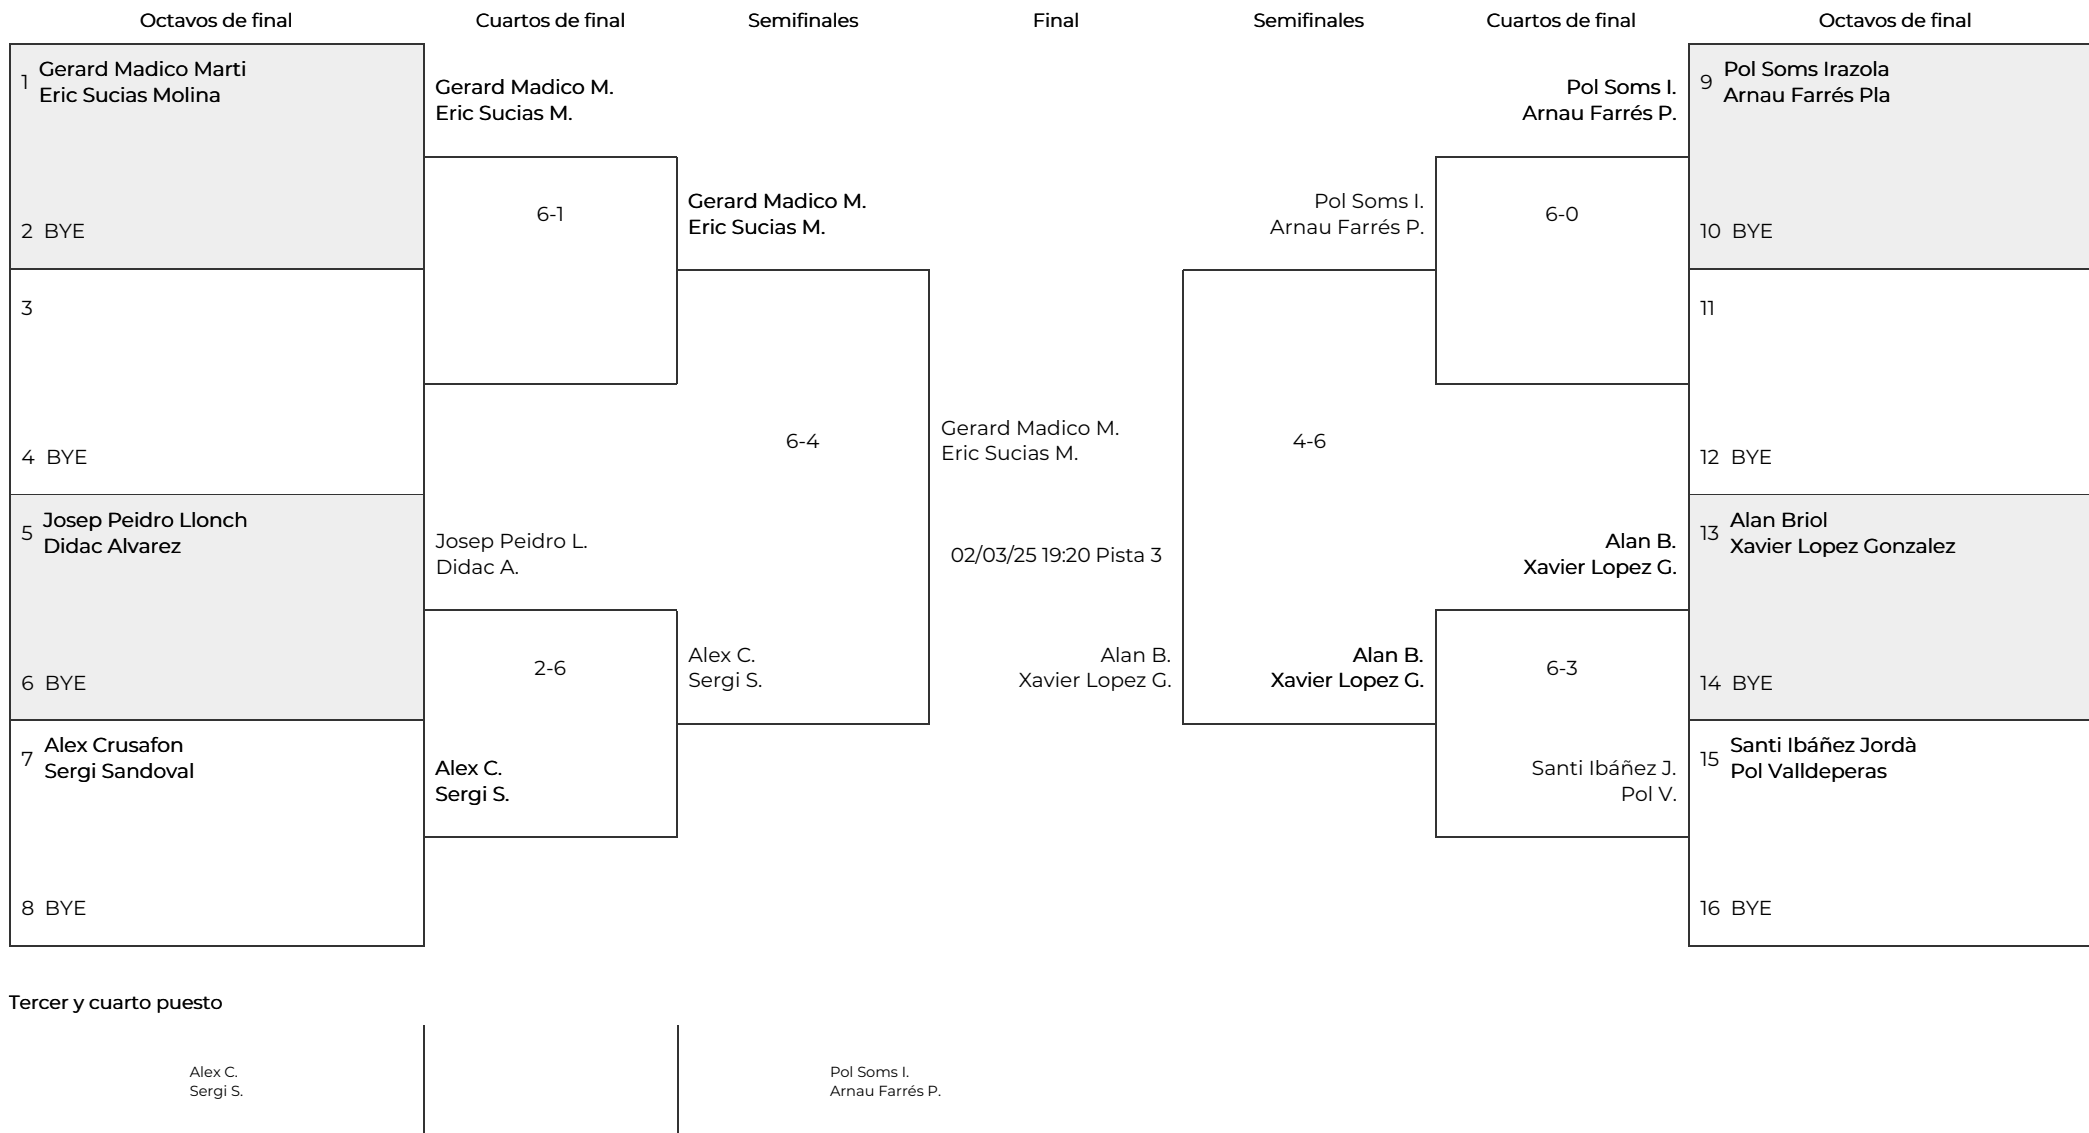 Octavos de final
Cuartos de final
Semifinales
Final
Semifinales
Cuartos de final
Octavos de final
1
Gerard Madico Marti
Eric Sucias Molina
2 BYE
3
4 BYE
5
Josep Peidro Llonch
Didac Alvarez
6 BYE
7
Alex Crusafon
Sergi Sandoval
8 BYE
Gerard Madico M.
Eric Sucias M.
6-1
Josep Peidro L.
Didac A.
2-6
Alex C.
Sergi S.
Gerard Madico M.
Eric Sucias M.
6-4
Alex C.
Sergi S.
Gerard Madico M.
Eric Sucias M.
02/03/25 19:20 Pista 3
Alan B.
Xavier Lopez G.
Pol Soms I.
Arnau Farrés P.
4-6
Alan B.
Xavier Lopez G.
Pol Soms I.
Arnau Farrés P.
6-0
Alan B.
Xavier Lopez G.
6-3
Santi Ibáñez J.
Pol V.
9
Pol Soms Irazola
Arnau Farrés Pla
10 BYE
11
12 BYE
13
Alan Briol
Xavier Lopez Gonzalez
14 BYE
15
Santi Ibáñez Jordà
Pol Valldeperas
16 BYE
Tercer y cuarto puesto
Alex C.
Sergi S.
Pol Soms I.
Arnau Farrés P.